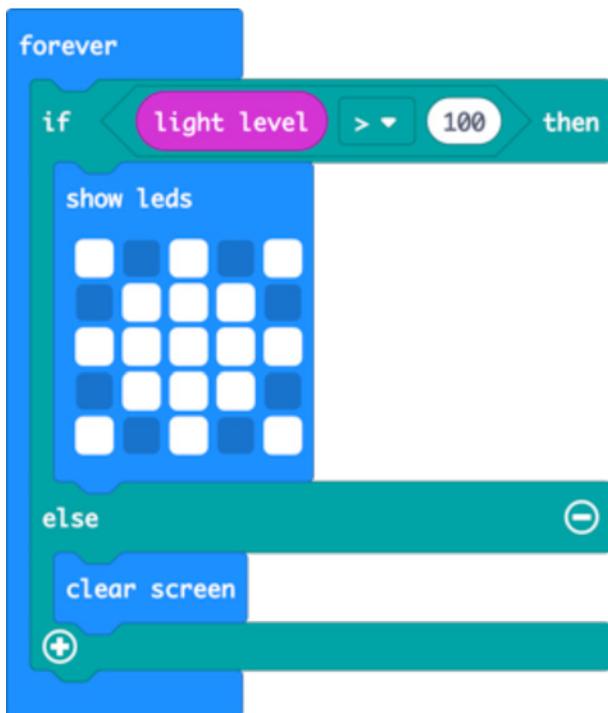 forever
if light level > 100 then
show leds
else
clear screen